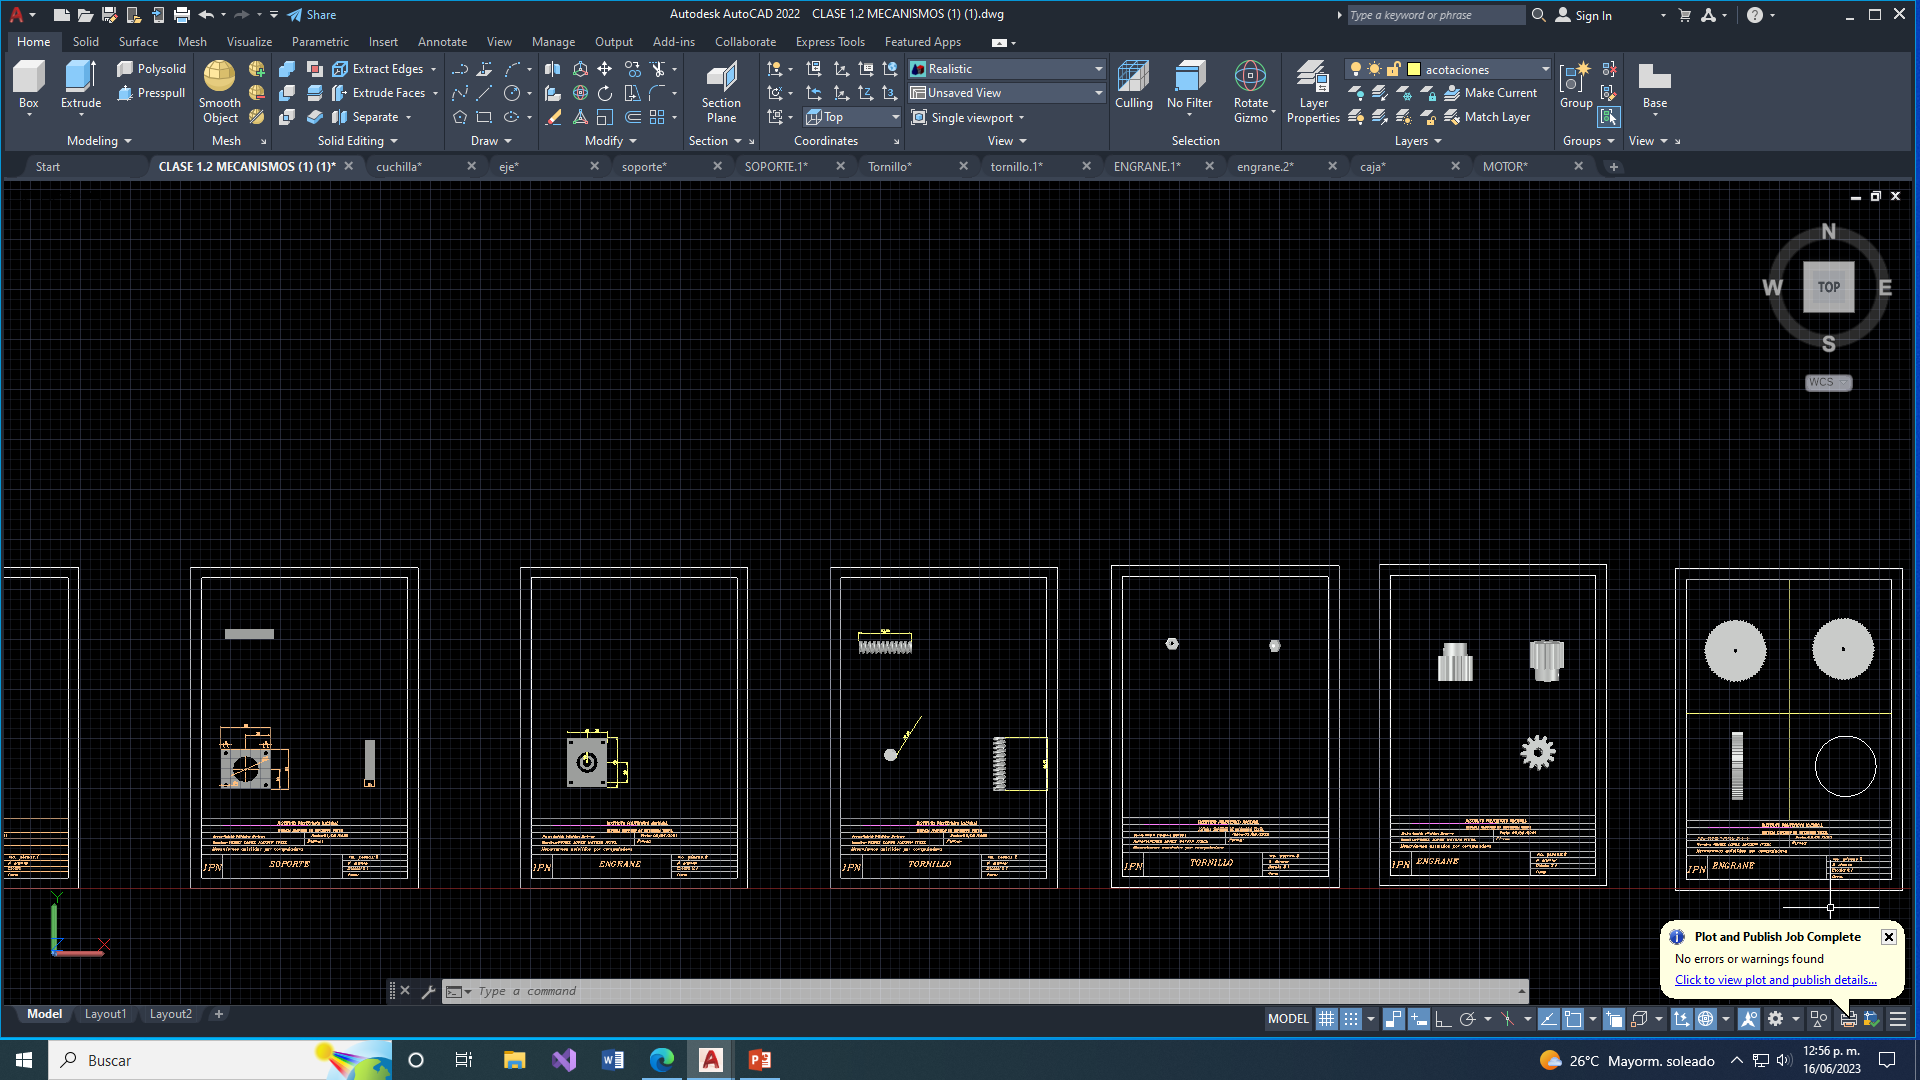 Share
Autodesk AutoCAD 2022 CLASE 1.2 MECANISMOS (1) (1).dwg
Type a keyword or phrase
Sign In
Home Solid Surface Mesh Visualize Parametric Insert Annotate View Manage Output Add-ins Collaborate Express Tools Featured Apps
Box
Extrude
Polysolid
Presspull
Smooth Object
Extract Edges
Extrude Faces
Separate
Section Plane
Top
Realistic
Unsaved View
Single viewport
Culling
No Filter
Rotate Gizmo
Layer Properties
acotaciones
Make Current
Match Layer
Group
Base
Modeling Mesh Solid Editing Draw Modify Section Coordinates View Selection Layers Groups View
Start CLASE 1.2 MECANISMOS (1) (1)* cuchilla* eje* soporte* SOPORTE.1* Tornillo* tornillo.1* ENGRANE.1* engrane.2* caja* MOTOR*
N
W TOP E
S
WCS
IPN SOPORTE
IPN ENGRANE
IPN TORNILLO
IPN TORNILLO
IPN ENGRANE
IPN ENGRANE
Y
X
Plot and Publish Job Complete
No errors or warnings found
Click to view plot and publish details...
Type a command
Model Layout1 Layout2
MODEL
Buscar
26°C Mayorm. soleado
12:56 p. m.
16/06/2023